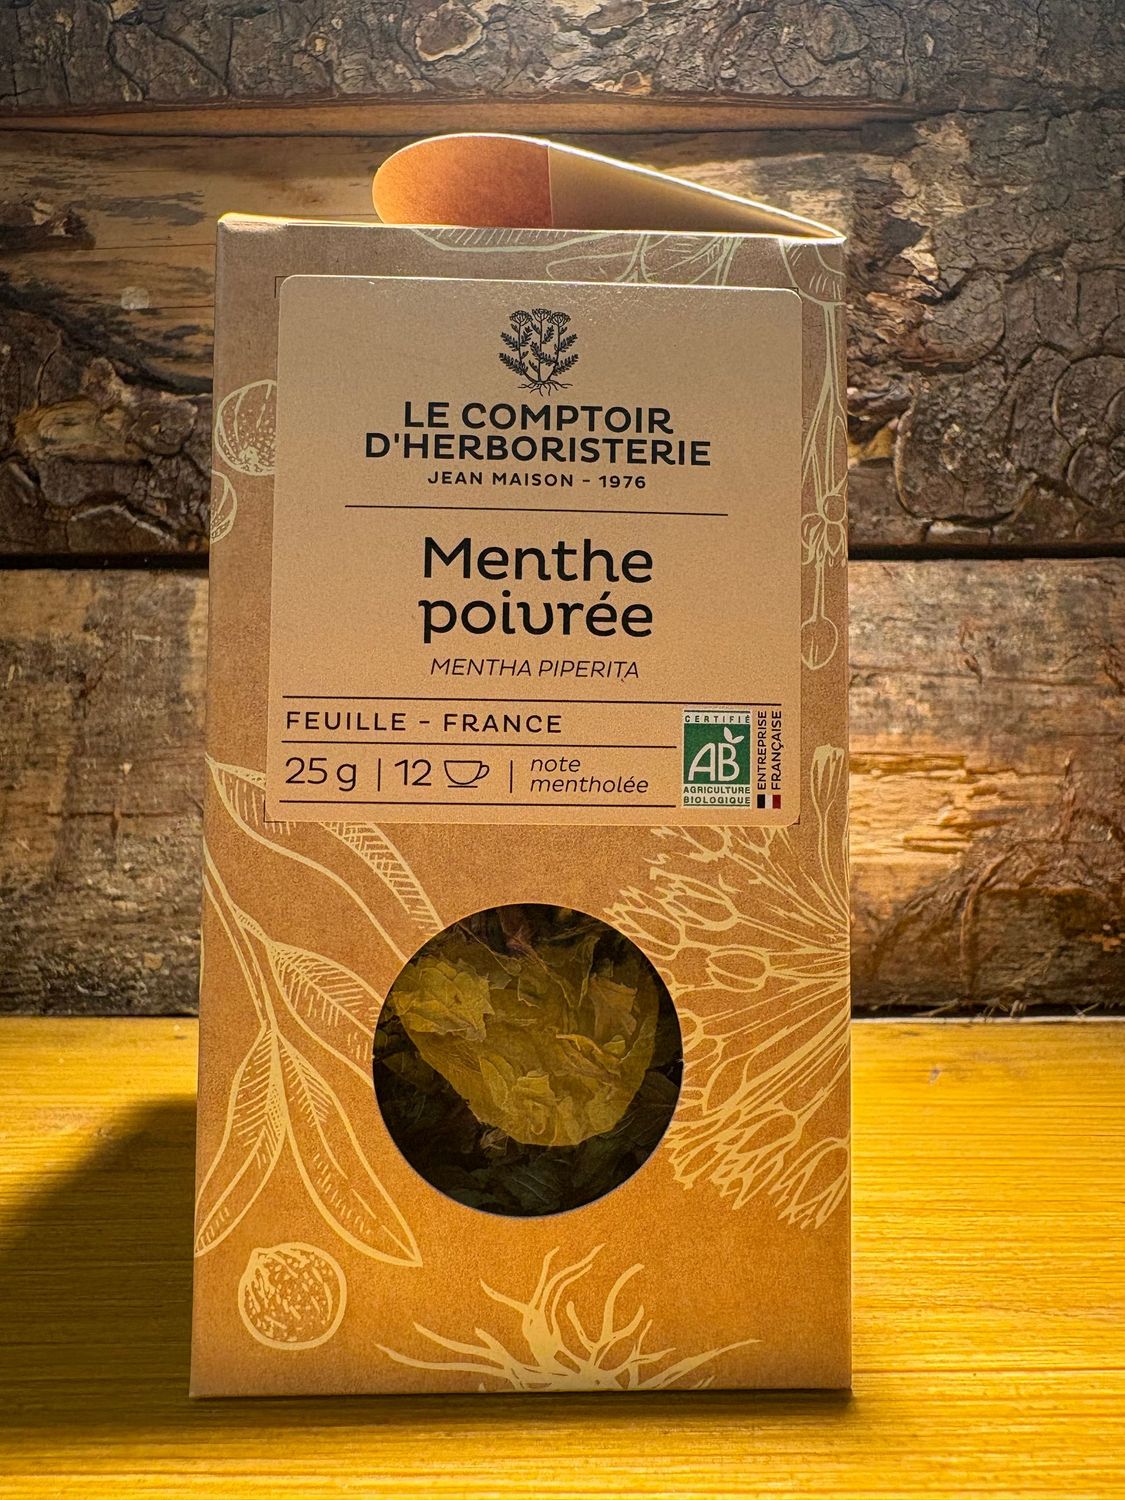 LE COMPTOIR
D'HERBORISTERIE
JEAN MAISON - 1976
Menthe
poivrée
MENTHA PIPERITA
FEUILLE - FRANCE
25 g | 12 |
note
mentholée
CERTIFIÉ
AB
AGRICULTURE
BIOLOGIQUE
ENTREPRISE
FRANÇAISE